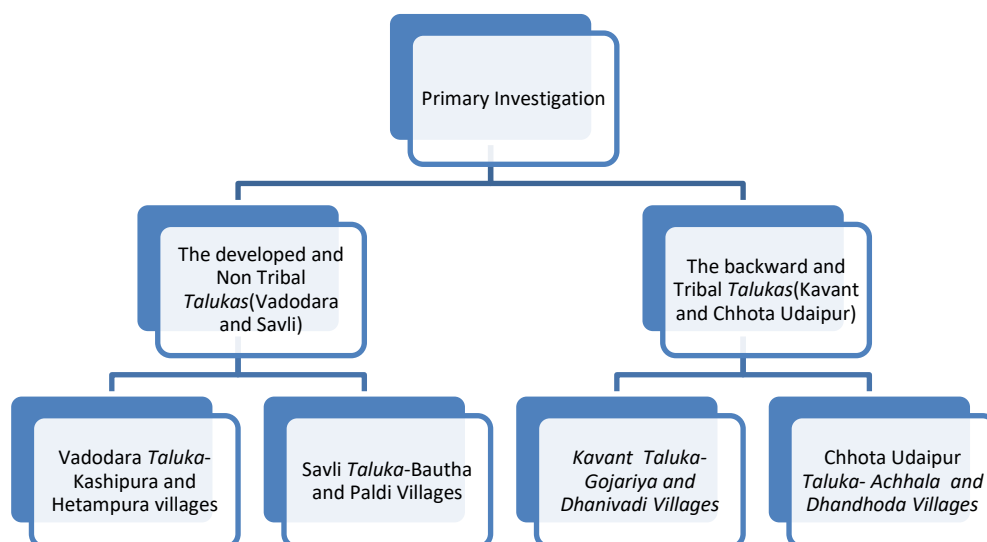 Primary Investigation
The developed and
Non Tribal
Talukas(Vadodara
and Savli)
The backward and
Tribal Talukas(Kavant
and Chhota Udaipur)
Vadodara Taluka-
Kashipura and
Hetampura villages
Savli Taluka-Bautha
and Paldi Villages
Kavant Taluka-
Gojariya and
Dhanivadi Villages
Chhota Udaipur
Taluka- Achhala and
Dhandhoda Villages